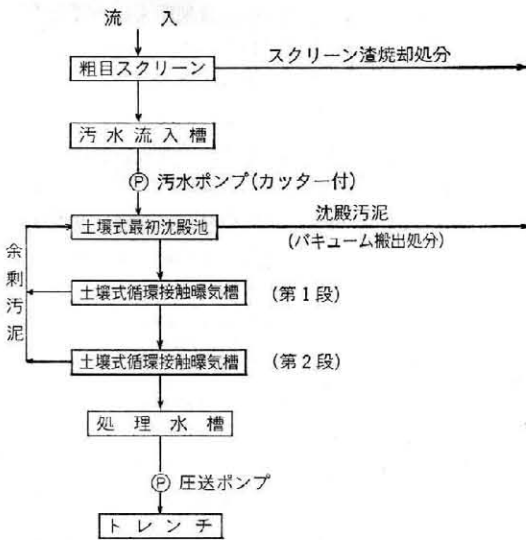 流 入
粗目スクリーン
スクリーン渣焼却処分
汚 水 流 入 槽
Ⓟ 汚水ポンプ(カッター付)
土壌式最初沈殿池
沈殿汚泥
(バキューム搬出処分)
余剰汚泥
土壌式循環接触曝気槽
(第1段)
土壌式循環接触曝気槽
(第2段)
処 理 水 槽
Ⓟ 圧送ポンプ
ト レ ン チ